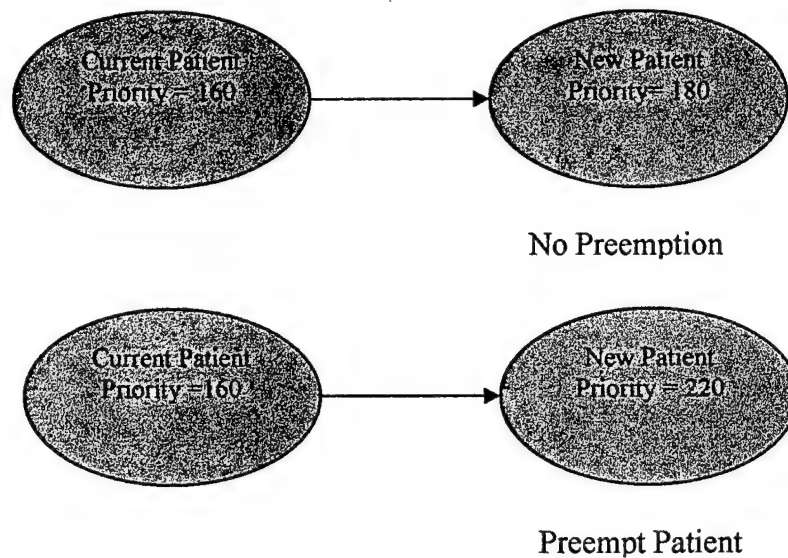 Current Patient
Priority = 160
New Patient
Priority= 180
No Preemption
Current Patient
Priority =160
New Patient
Priority = 220
Preempt Patient